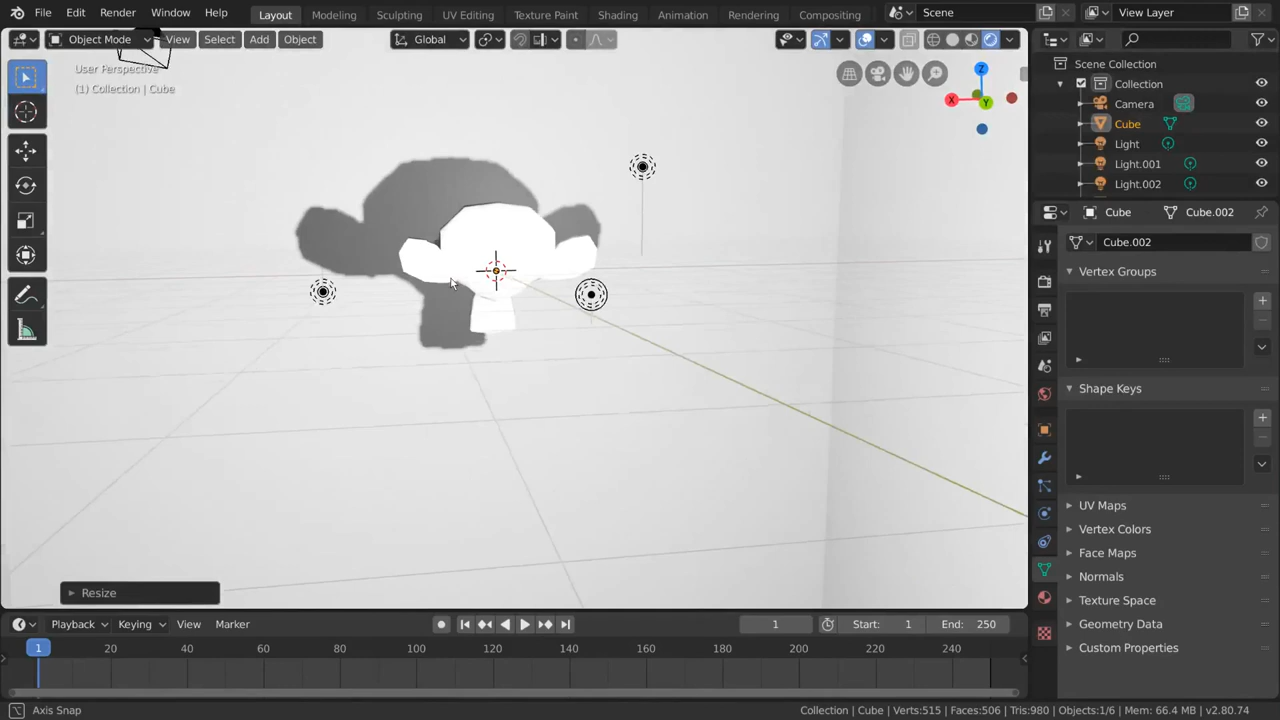 File Edit Render Window Help Layout Modeling Sculpting UV Editing Texture Paint Shading Animation Rendering Compositing Scene View Layer
Object Mode View Select Add Object Global
User Perspective
(1) Collection | Cube
X Y Z
Scene Collection
Collection
Camera
Cube
Light
Light.001
Light.002
Cube Cube.002
Cube.002
Vertex Groups
Shape Keys
UV Maps
Vertex Colors
Face Maps
Normals
Texture Space
Geometry Data
Custom Properties
Resize
Playback Keying View Marker 1 Start: 1 End: 250
1 20 40 60 80 100 120 140 160 180 200 220 240
Axis Snap Collection | Cube | Verts:515 | Faces:506 | Tris:980 | Objects:1/6 | Mem: 66.4 MB | v2.80.74